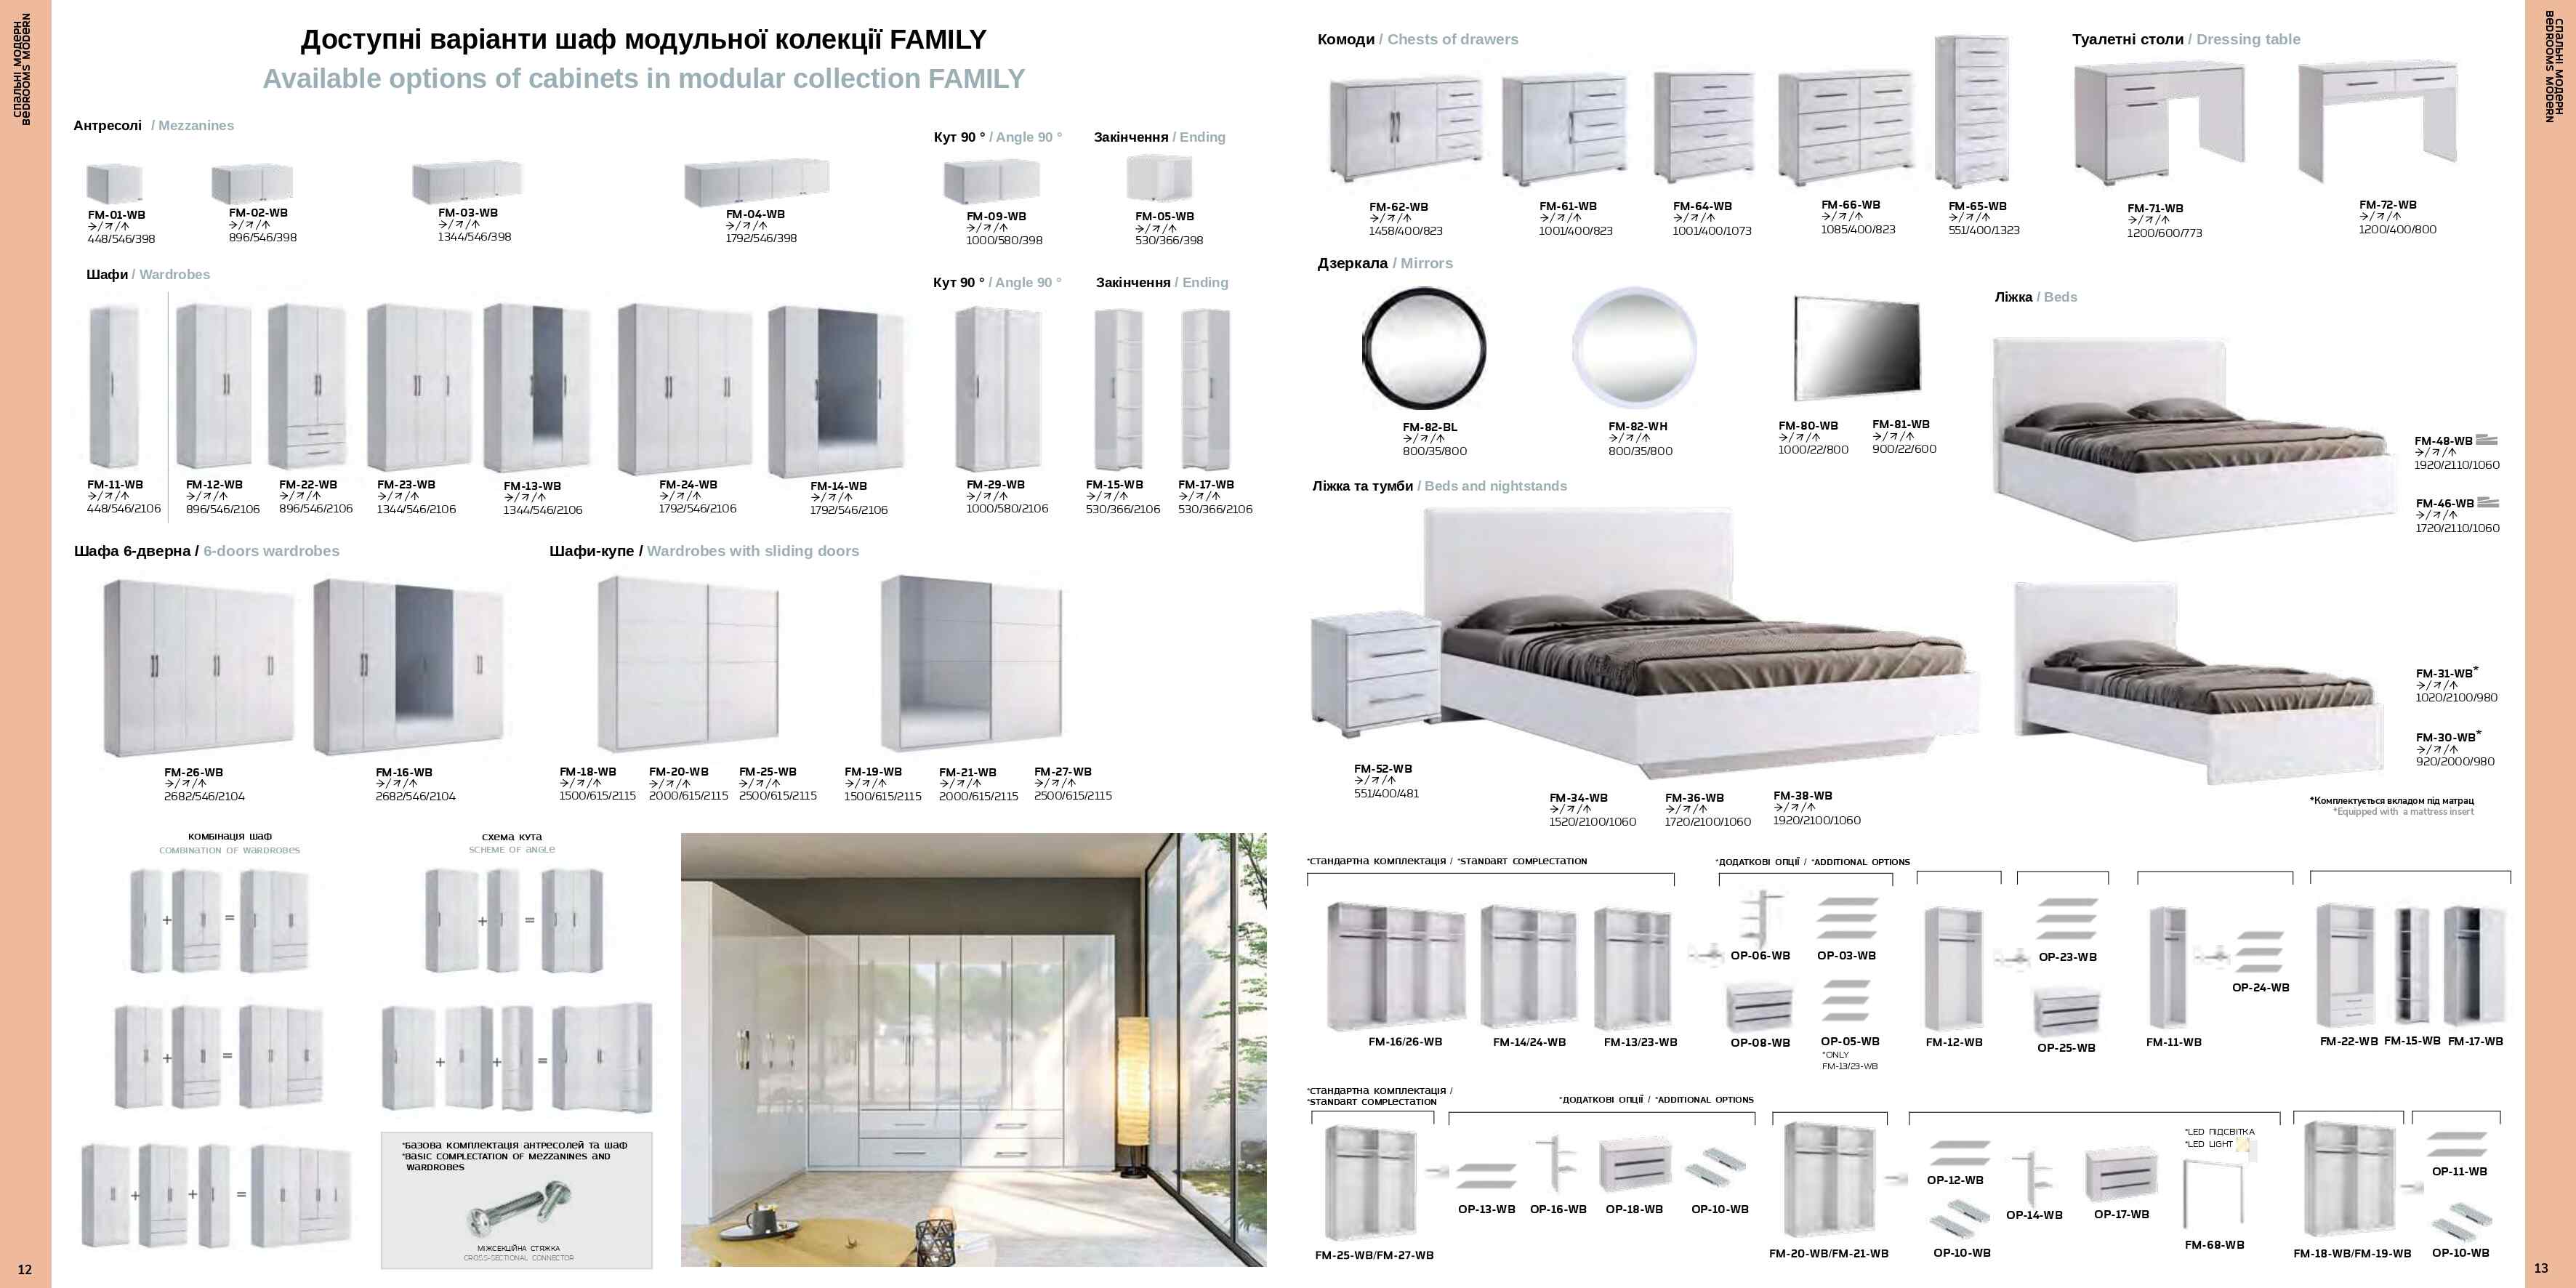 СПАЛЬНІ МОДЕРН
BEDROOMS MODERN
Доступні варіанти шаф модульної колекції FAMILY
Available options of cabinets in modular collection FAMILY
Антресолі / Mezzanines
Кут 90 ° / Angle 90 °
Закінчення / Ending
FM-01-WB
→/↗/↑
448/546/398
FM-02-WB
→/↗/↑
896/546/398
FM-03-WB
→/↗/↑
1344/546/398
FM-04-WB
→/↗/↑
1792/546/398
FM-09-WB
→/↗/↑
1000/580/398
FM-05-WB
→/↗/↑
530/366/398
Шафи / Wardrobes
Кут 90 ° / Angle 90 °
Закінчення / Ending
FM-11-WB
→/↗/↑
448/546/2106
FM-12-WB
→/↗/↑
896/546/2106
FM-22-WB
→/↗/↑
896/546/2106
FM-23-WB
→/↗/↑
1344/546/2106
FM-13-WB
→/↗/↑
1344/546/2106
FM-24-WB
→/↗/↑
1792/546/2106
FM-14-WB
→/↗/↑
1792/546/2106
FM-29-WB
→/↗/↑
1000/580/2106
FM-15-WB
→/↗/↑
530/366/2106
FM-17-WB
→/↗/↑
530/366/2106
Шафа 6-дверна / 6-doors wardrobes
Шафи-купе / Wardrobes with sliding doors
FM-26-WB
→/↗/↑
2682/546/2104
FM-16-WB
→/↗/↑
2682/546/2104
FM-18-WB
→/↗/↑
1500/615/2115
FM-20-WB
→/↗/↑
2000/615/2115
FM-25-WB
→/↗/↑
2500/615/2115
FM-19-WB
→/↗/↑
1500/615/2115
FM-21-WB
→/↗/↑
2000/615/2115
FM-27-WB
→/↗/↑
2500/615/2115
КОМБІНАЦІЯ ШАФ
COMBINATION OF WARDROBES
СХЕМА КУТА
SCHEME OF ANGLE
+ =
+ =
+ =
+ + =
+ + =
*БАЗОВА КОМПЛЕКТАЦІЯ АНТРЕСОЛЕЙ ТА ШАФ
*BASIC COMPLECTATION OF MEZZANINES AND
WARDROBES
МІЖСЕКЦІЙНА СТЯЖКА
CROSS-SECTIONAL CONNECTOR
12
Комоди / Chests of drawers
Туалетні столи / Dressing table
FM-62-WB
→/↗/↑
1458/400/823
FM-61-WB
→/↗/↑
1001/400/823
FM-64-WB
→/↗/↑
1001/400/1073
FM-66-WB
→/↗/↑
1085/400/823
FM-65-WB
→/↗/↑
551/400/1323
FM-71-WB
→/↗/↑
1200/600/773
FM-72-WB
→/↗/↑
1200/400/800
Дзеркала / Mirrors
FM-82-BL
→/↗/↑
800/35/800
FM-82-WH
→/↗/↑
800/35/800
FM-80-WB
→/↗/↑
1000/22/800
FM-81-WB
→/↗/↑
900/22/600
Ліжка / Beds
FM-48-WB
→/↗/↑
1920/2110/1060
FM-46-WB
→/↗/↑
1720/2110/1060
Ліжка та тумби / Beds and nightstands
FM-52-WB
→/↗/↑
551/400/481
FM-34-WB
→/↗/↑
1520/2100/1060
FM-36-WB
→/↗/↑
1720/2100/1060
FM-38-WB
→/↗/↑
1920/2100/1060
FM-31-WB*
→/↗/↑
1020/2100/980
FM-30-WB*
→/↗/↑
920/2000/980
*Комплектується вкладом під матрац
*Equipped with a mattress insert
*СТАНДАРТНА КОМПЛЕКТАЦІЯ / *STANDART COMPLECTATION
*ДОДАТКОВІ ОПЦІЇ / *ADDITIONAL OPTIONS
FM-16/26-WB
FM-14/24-WB
FM-13/23-WB
OP-06-WB
OP-03-WB
OP-08-WB
OP-05-WB
*ONLY
FM-13/23-WB
FM-12-WB
OP-23-WB
OP-25-WB
FM-11-WB
OP-24-WB
FM-22-WB
FM-15-WB
FM-17-WB
*СТАНДАРТНА КОМПЛЕКТАЦІЯ /
*STANDART COMPLECTATION
*ДОДАТКОВІ ОПЦІЇ / *ADDITIONAL OPTIONS
FM-25-WB/FM-27-WB
OP-13-WB
OP-16-WB
OP-18-WB
OP-10-WB
FM-20-WB/FM-21-WB
OP-12-WB
OP-10-WB
OP-14-WB
OP-17-WB
*LED ПІДСВІТКА
*LED LIGHT
FM-68-WB
FM-18-WB/FM-19-WB
OP-11-WB
OP-10-WB
СПАЛЬНІ МОДЕРН
BEDROOMS MODERN
13